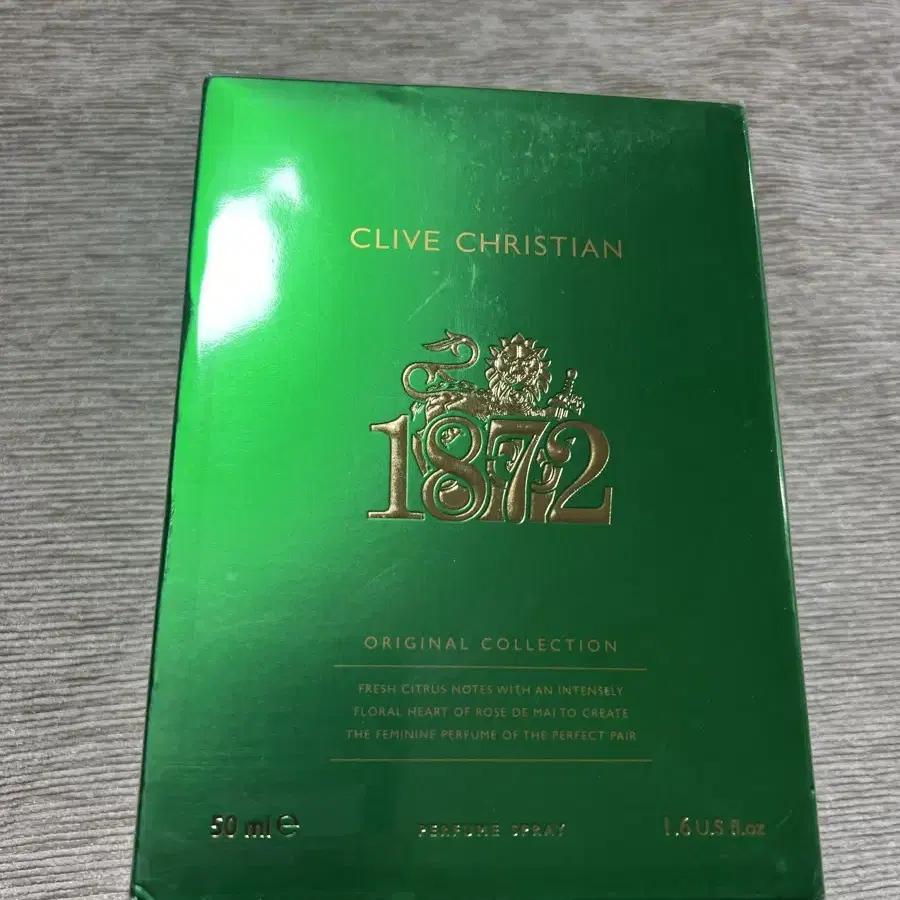 CLIVE CHRISTIAN
1872
ORIGINAL COLLECTION
FRESH CITRUS NOTES WITH AN INTENSELY
FLORAL HEART OF ROSE DE MAI TO CREATE
THE FEMININE PERFUME OF THE PERFECT PAIR
50 ml ℮
PERFUME SPRAY
1.6 U.S fl.oz